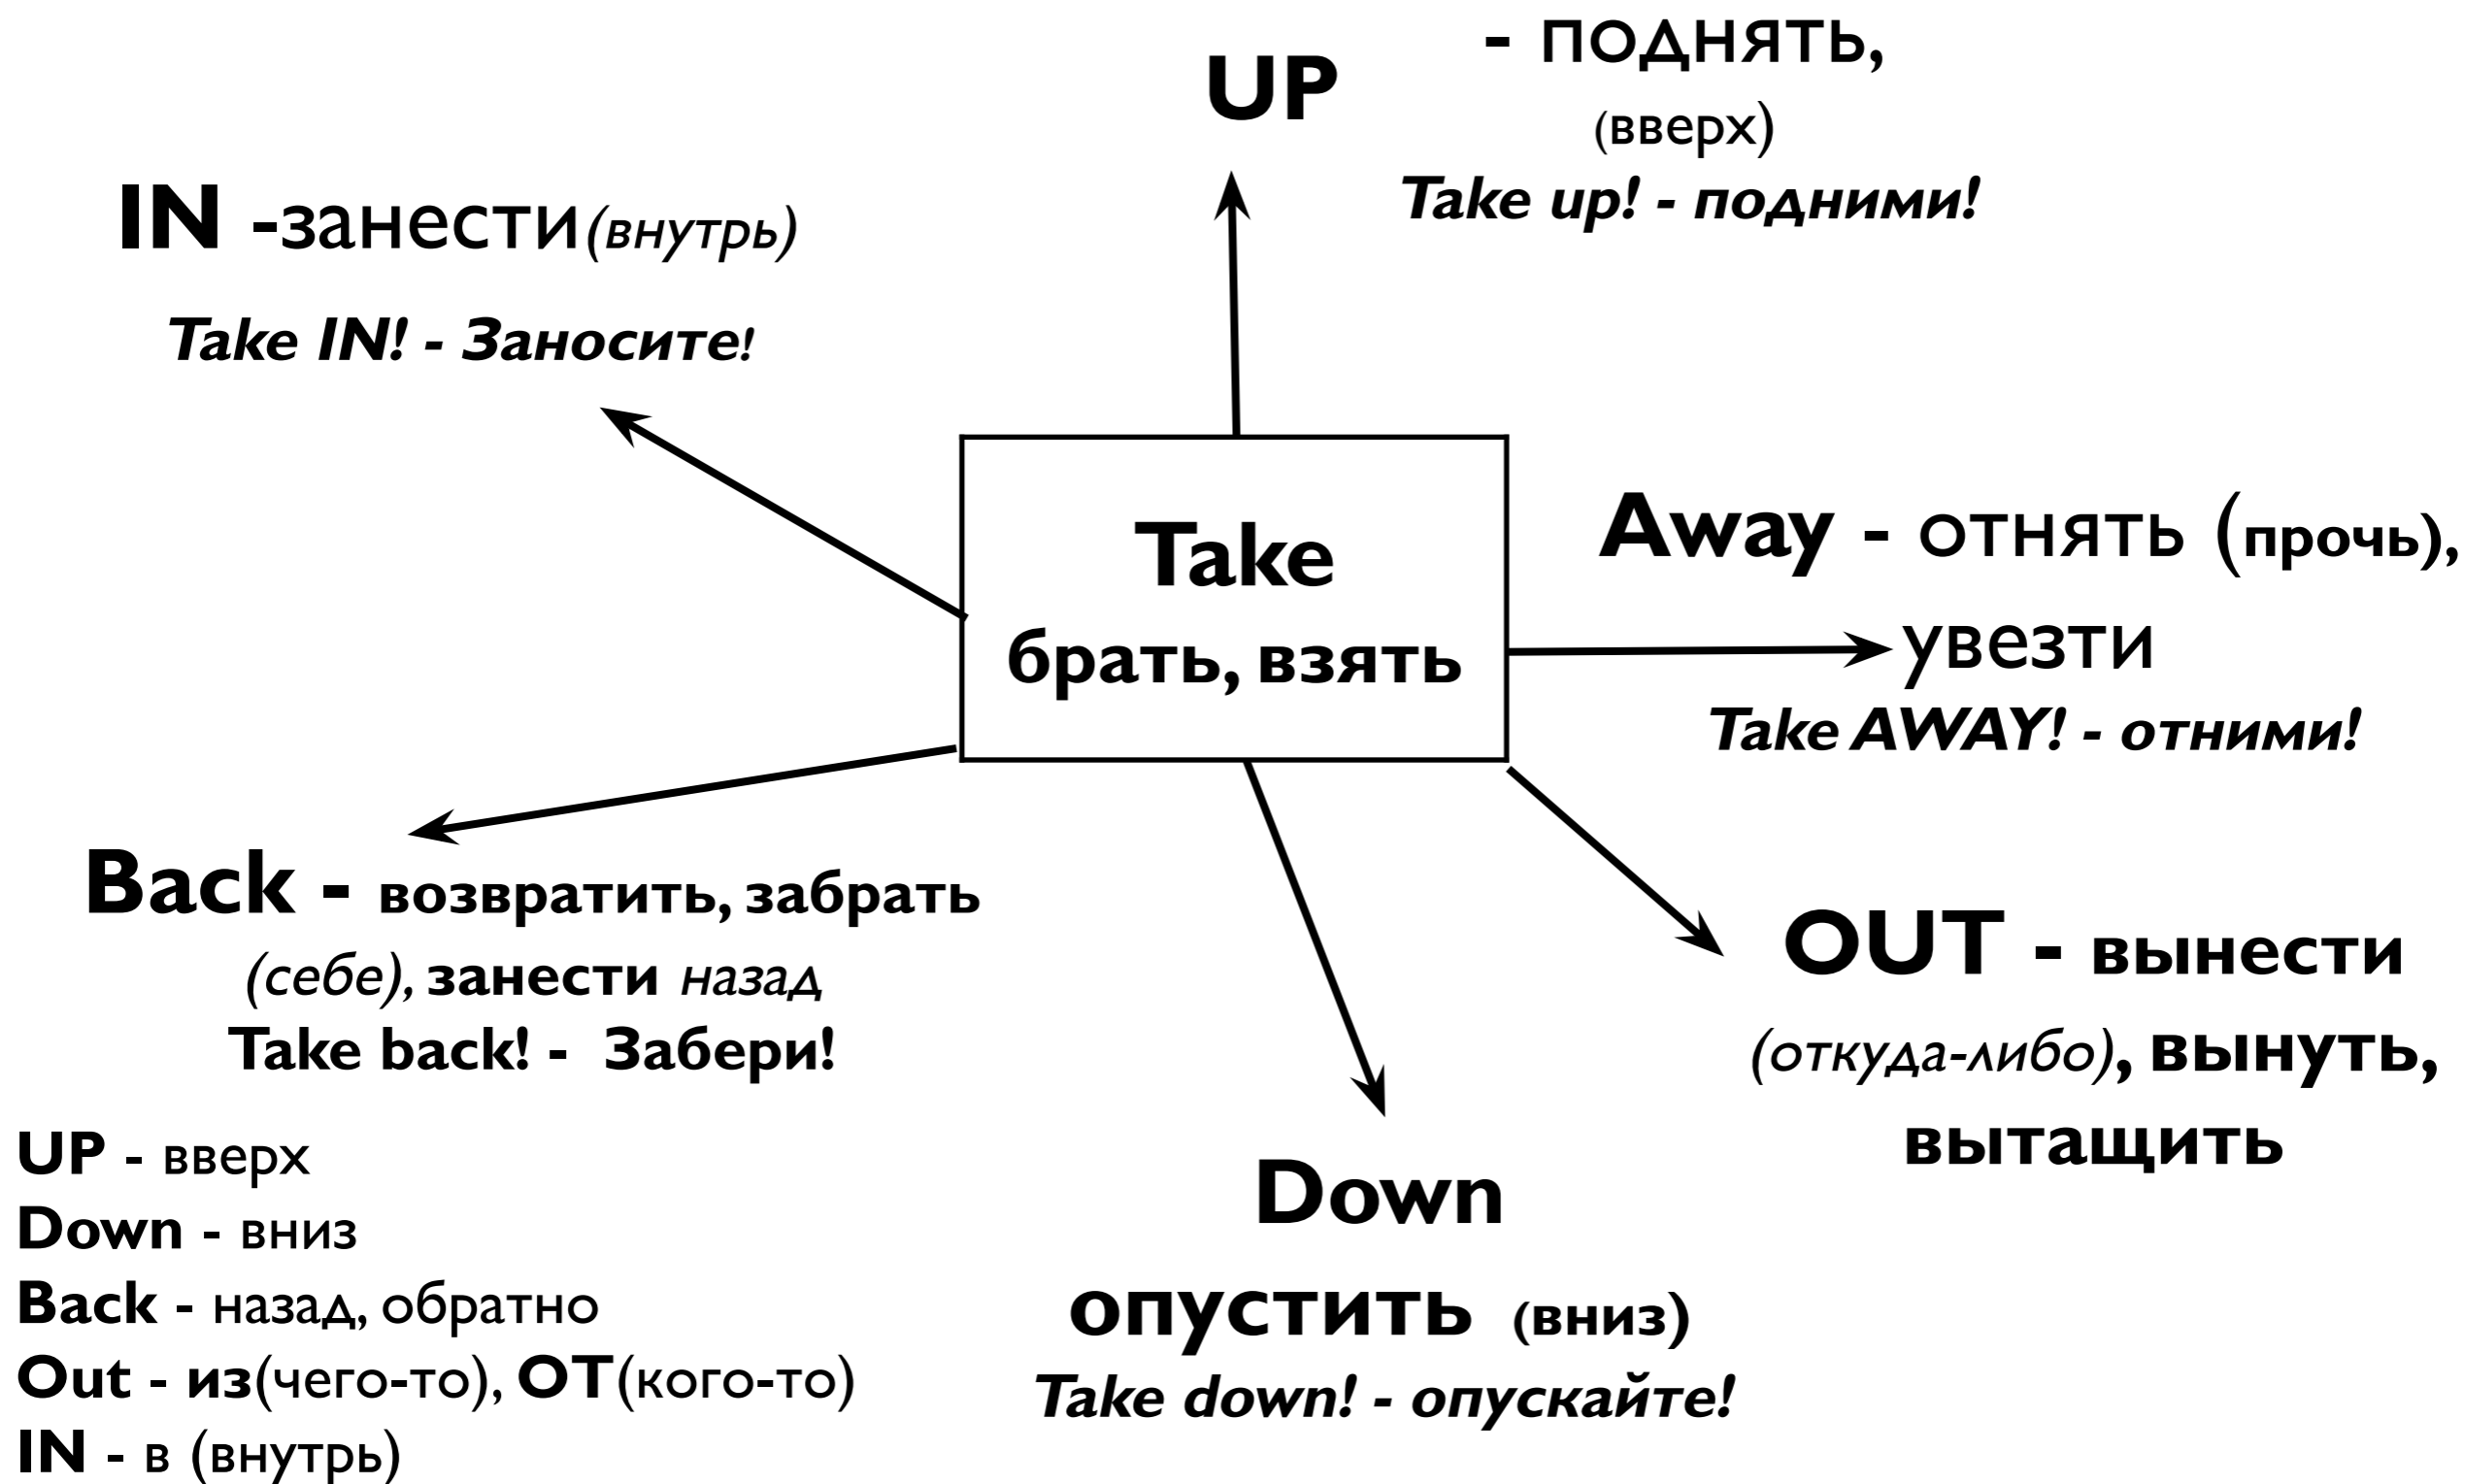 UP - поднять,
(вверх)
Take up! - подними!
IN -занести(внутрь)
Take IN! - Заносите!
Take
брать, взять
Away - отнять (прочь),
увезти
Take AWAY! - отними!
Back - возвратить, забрать
(себе), занести назад
Take back! - Забери!
OUT - вынести
(откуда-либо), вынуть,
вытащить
Down
опустить (вниз)
Take down! - опускайте!
UP - вверх
Down - вниз
Back - назад, обратно
Out - из(чего-то), ОТ(кого-то)
IN - в (внутрь)